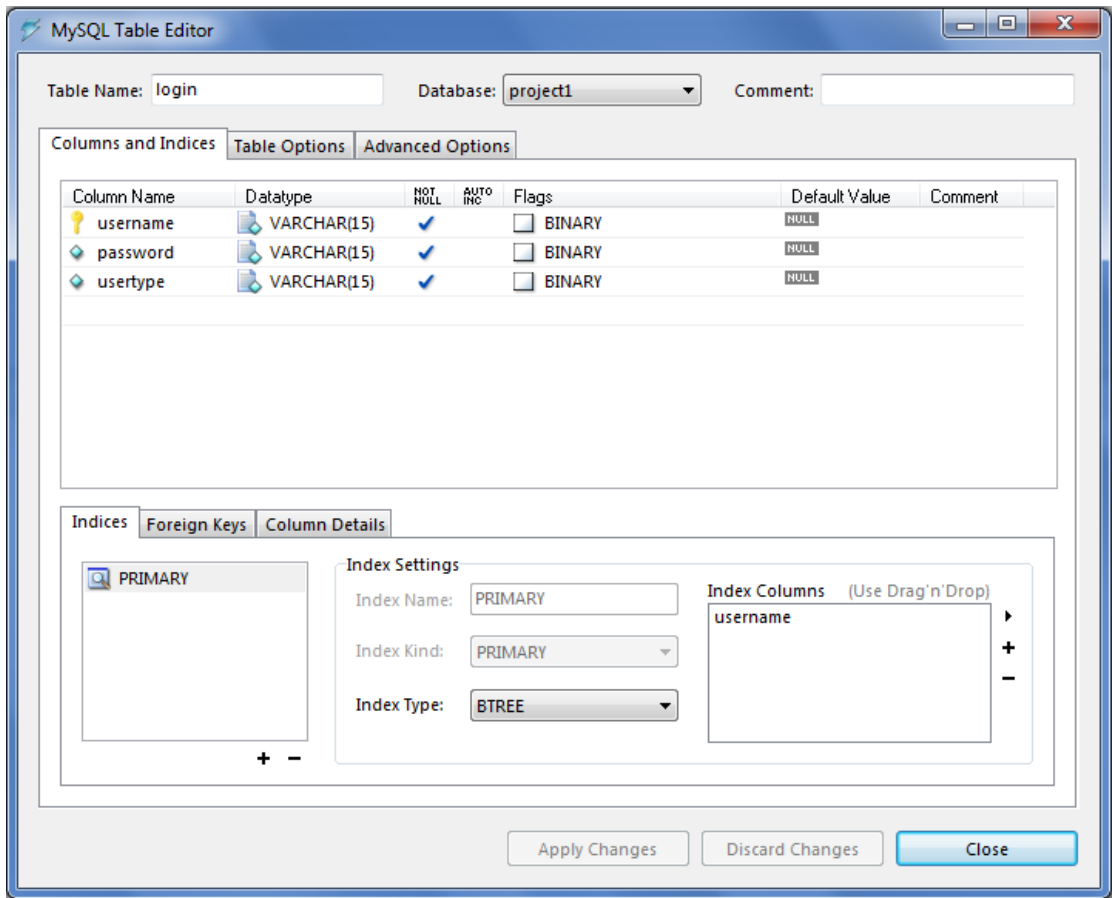 MySQL Table Editor
Table Name: login Database: project1 Comment:
Columns and Indices Table Options Advanced Options
Column Name Datatype NOT NULL AUTO INC Flags Default Value Comment
username VARCHAR(15) BINARY NULL
password VARCHAR(15) BINARY NULL
usertype VARCHAR(15) BINARY NULL
Indices Foreign Keys Column Details
PRIMARY
Index Settings
Index Name: PRIMARY
Index Kind: PRIMARY
Index Type: BTREE
Index Columns (Use Drag'n'Drop)
username
Apply Changes Discard Changes Close